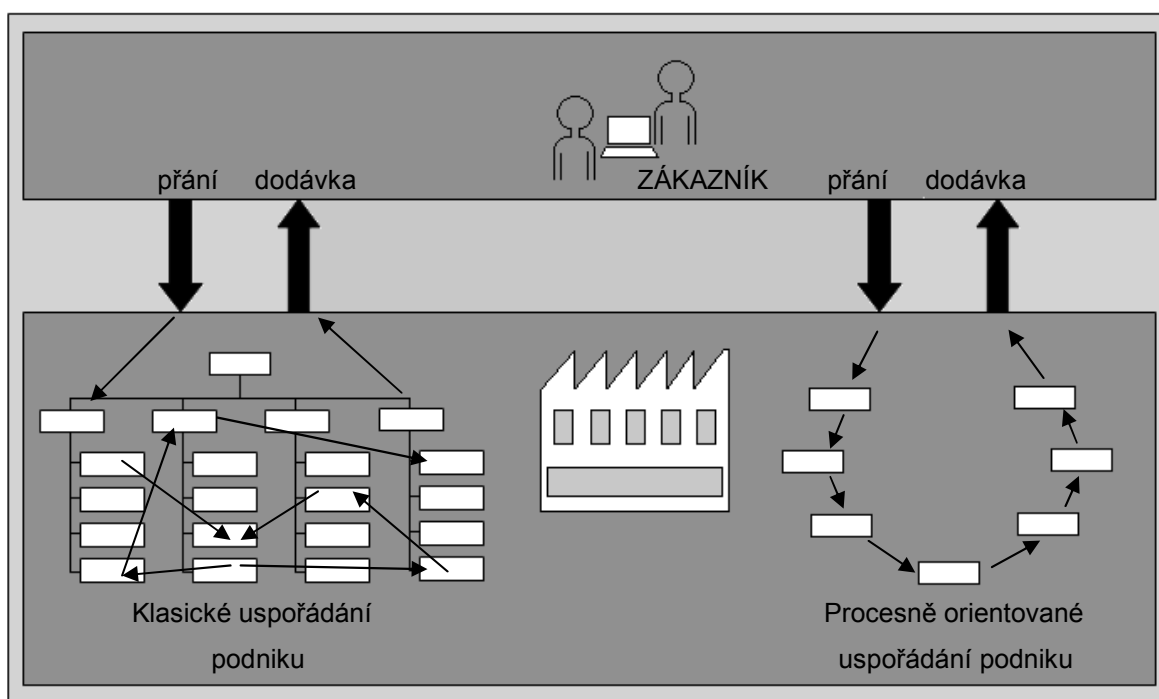 přání dodávka ZÁKAZNÍK přání dodávka
Klasické uspořádání
podniku
Procesně orientované
uspořádání podniku